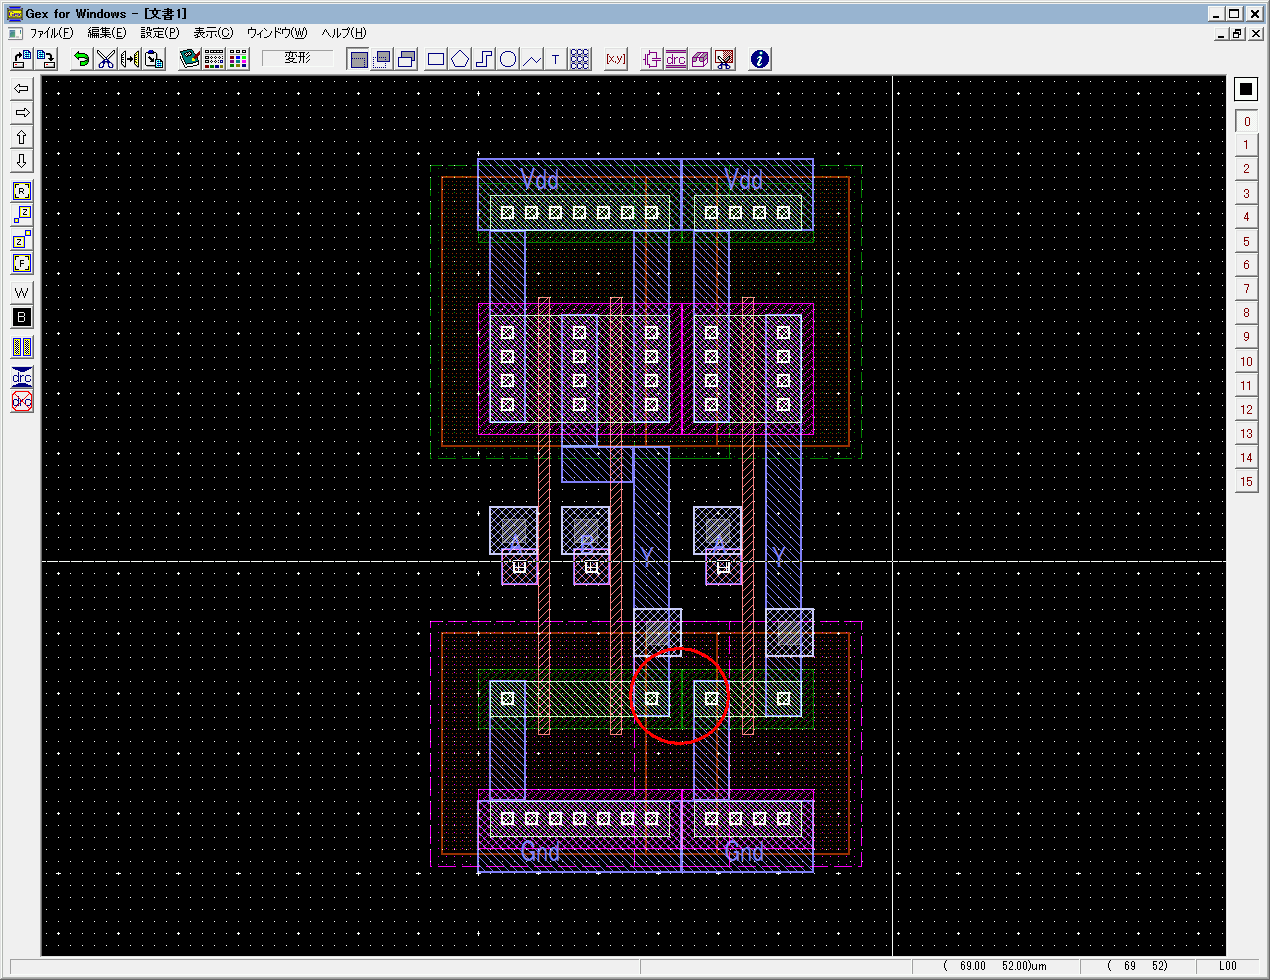 Gex for Windows - [文書1]
ファイル(F) 編集(E) 設定(P) 表示(C) ウィンドウ(W) ヘルプ(H)
変形
T
[x,y]
drc
i
R
Z
Z
F
W
B
drc
drc
0
1
2
3
4
5
6
7
8
9
10
11
12
13
14
15
Vdd Vdd
A B Y A Y
Gnd Gnd
( 69.00 52.00)um ( 69 52) L00